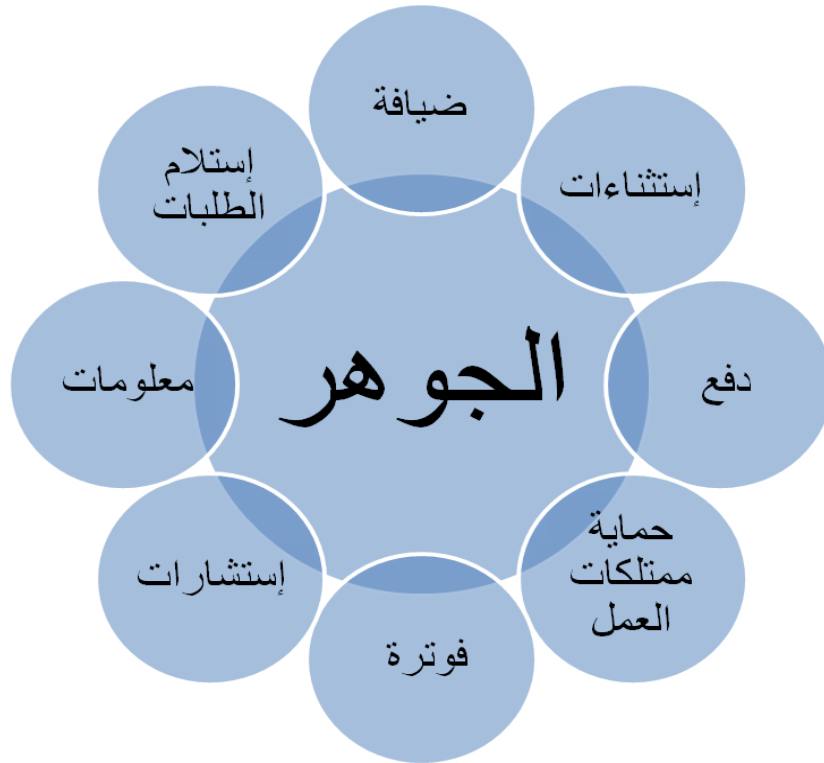 ضيافة
إستثناءات
دفع
حماية
ممتلكات
العمل
فوترة
إستشارات
معلومات
إستلام
الطلبات
الجوهر